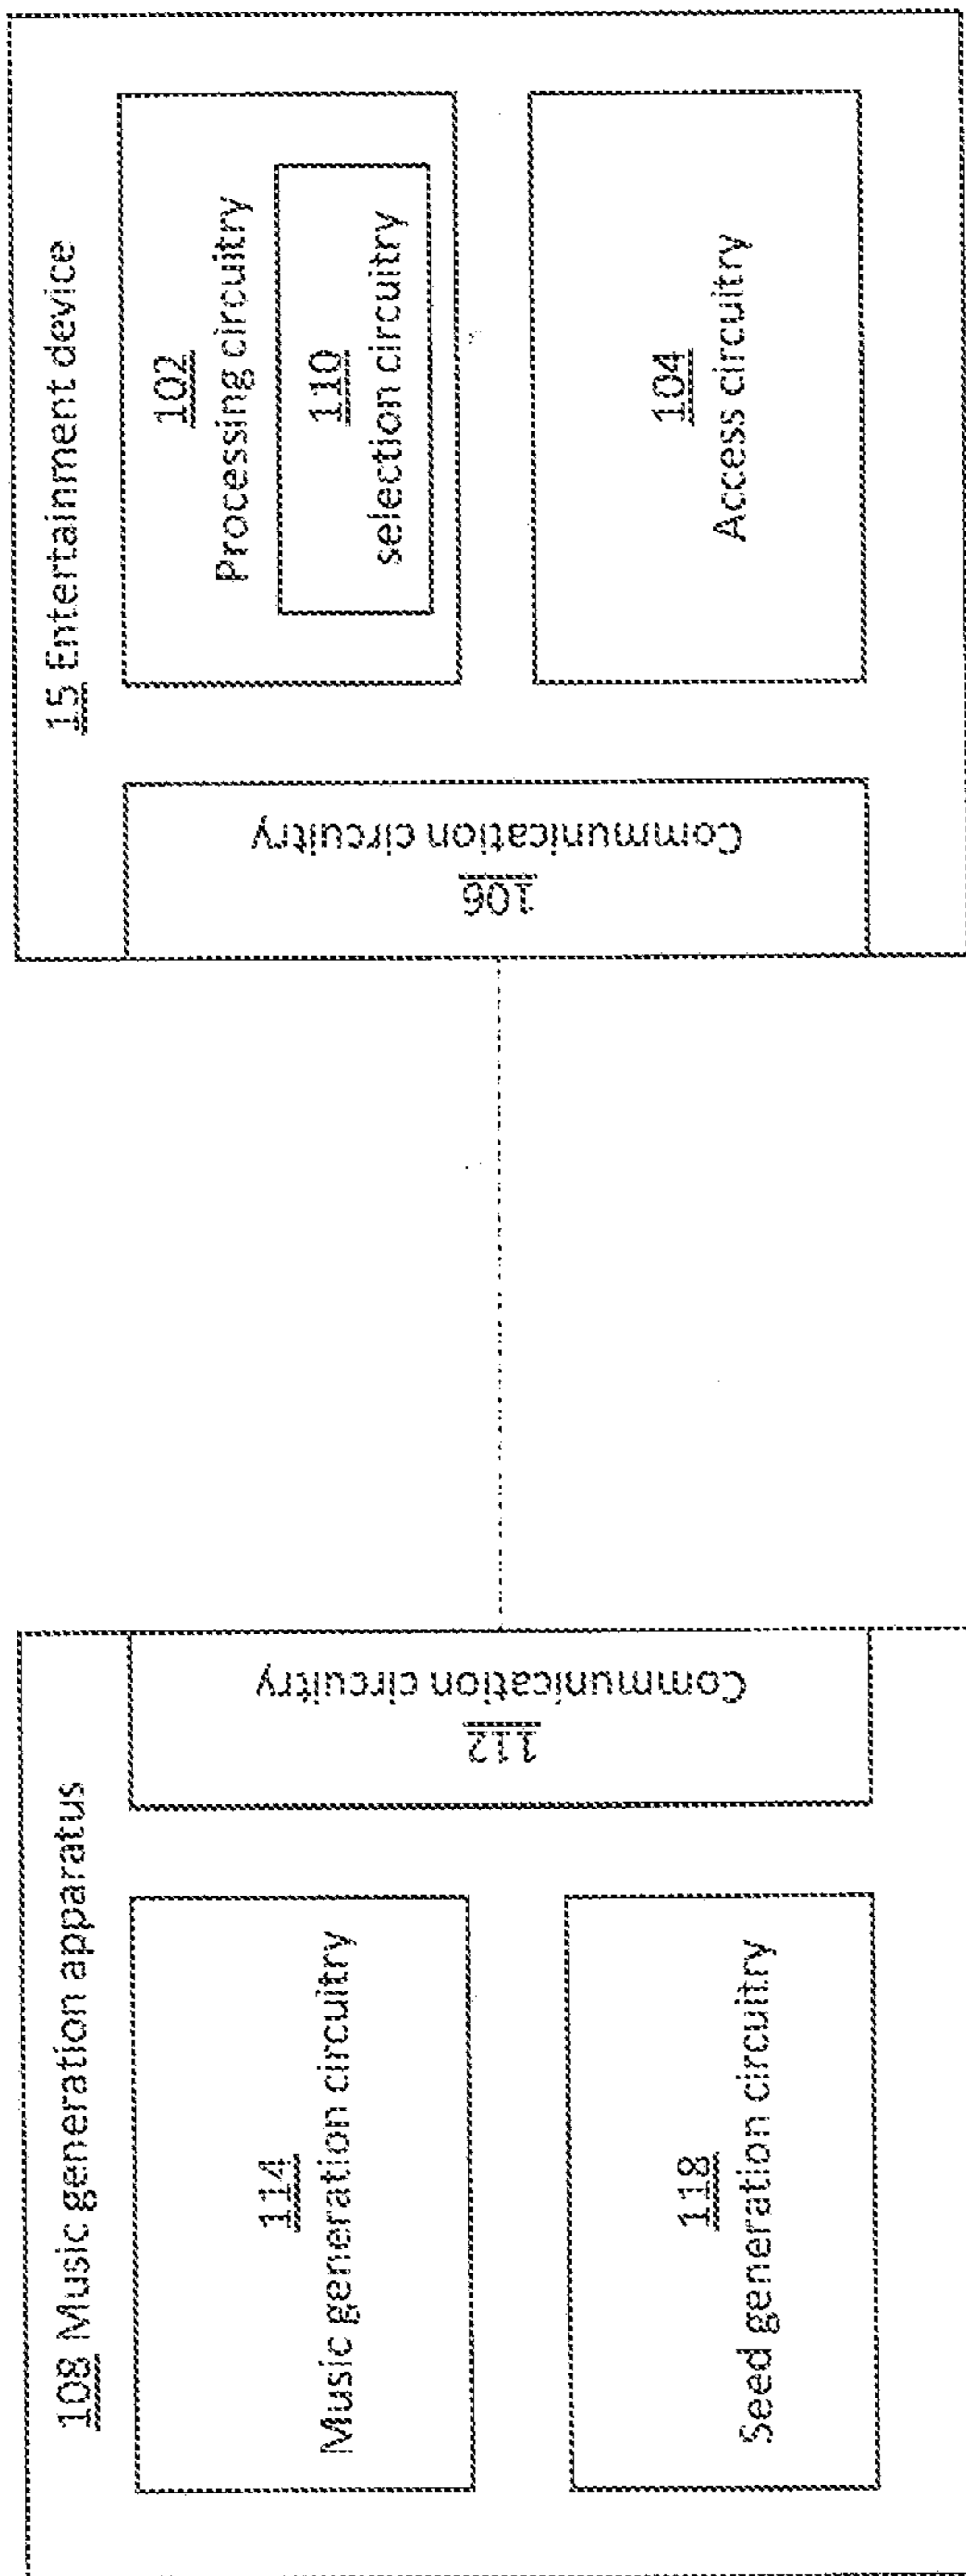 108 Music generation apparatus
114
Music generation circuitry
118
Seed generation circuitry
112
Communication circuitry
15 Entertainment device
106
Communication circuitry
102
Processing circuitry
110
selection circuitry
104
Access circuitry